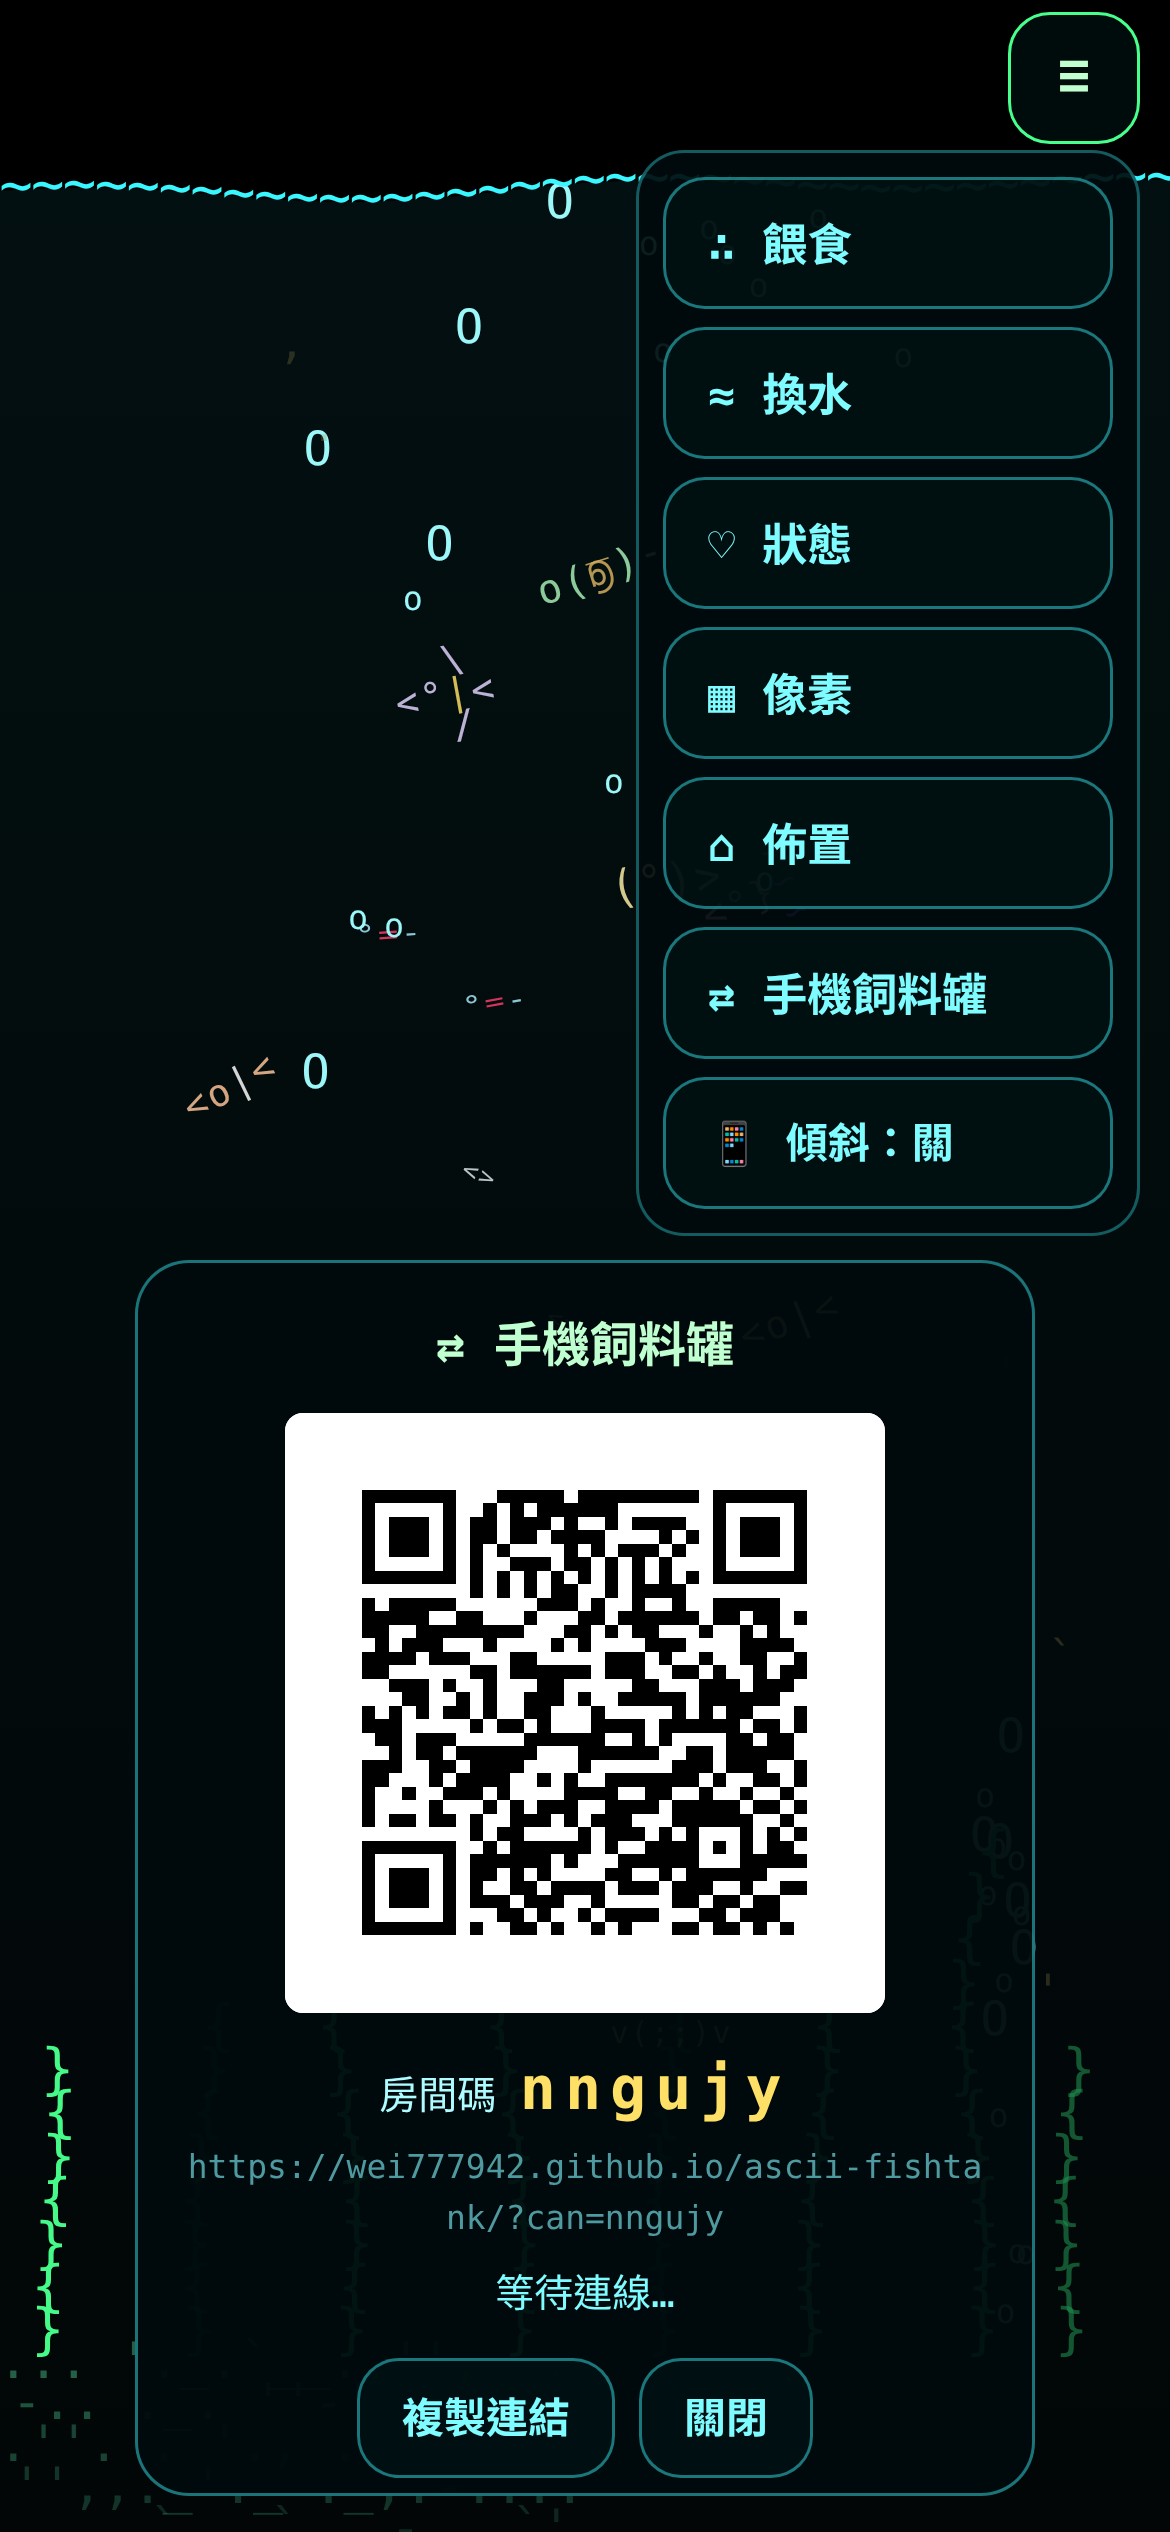 ☰
∴ 餵食
≈ 換水
♡ 狀態
▦ 像素
⌂ 佈置
⇄ 手機飼料罐
📱 傾斜：關
⇄ 手機飼料罐
房間碼 nngujy
https://wei777942.github.io/ascii-fishta
nk/?can=nngujy
等待連線…
複製連結 關閉